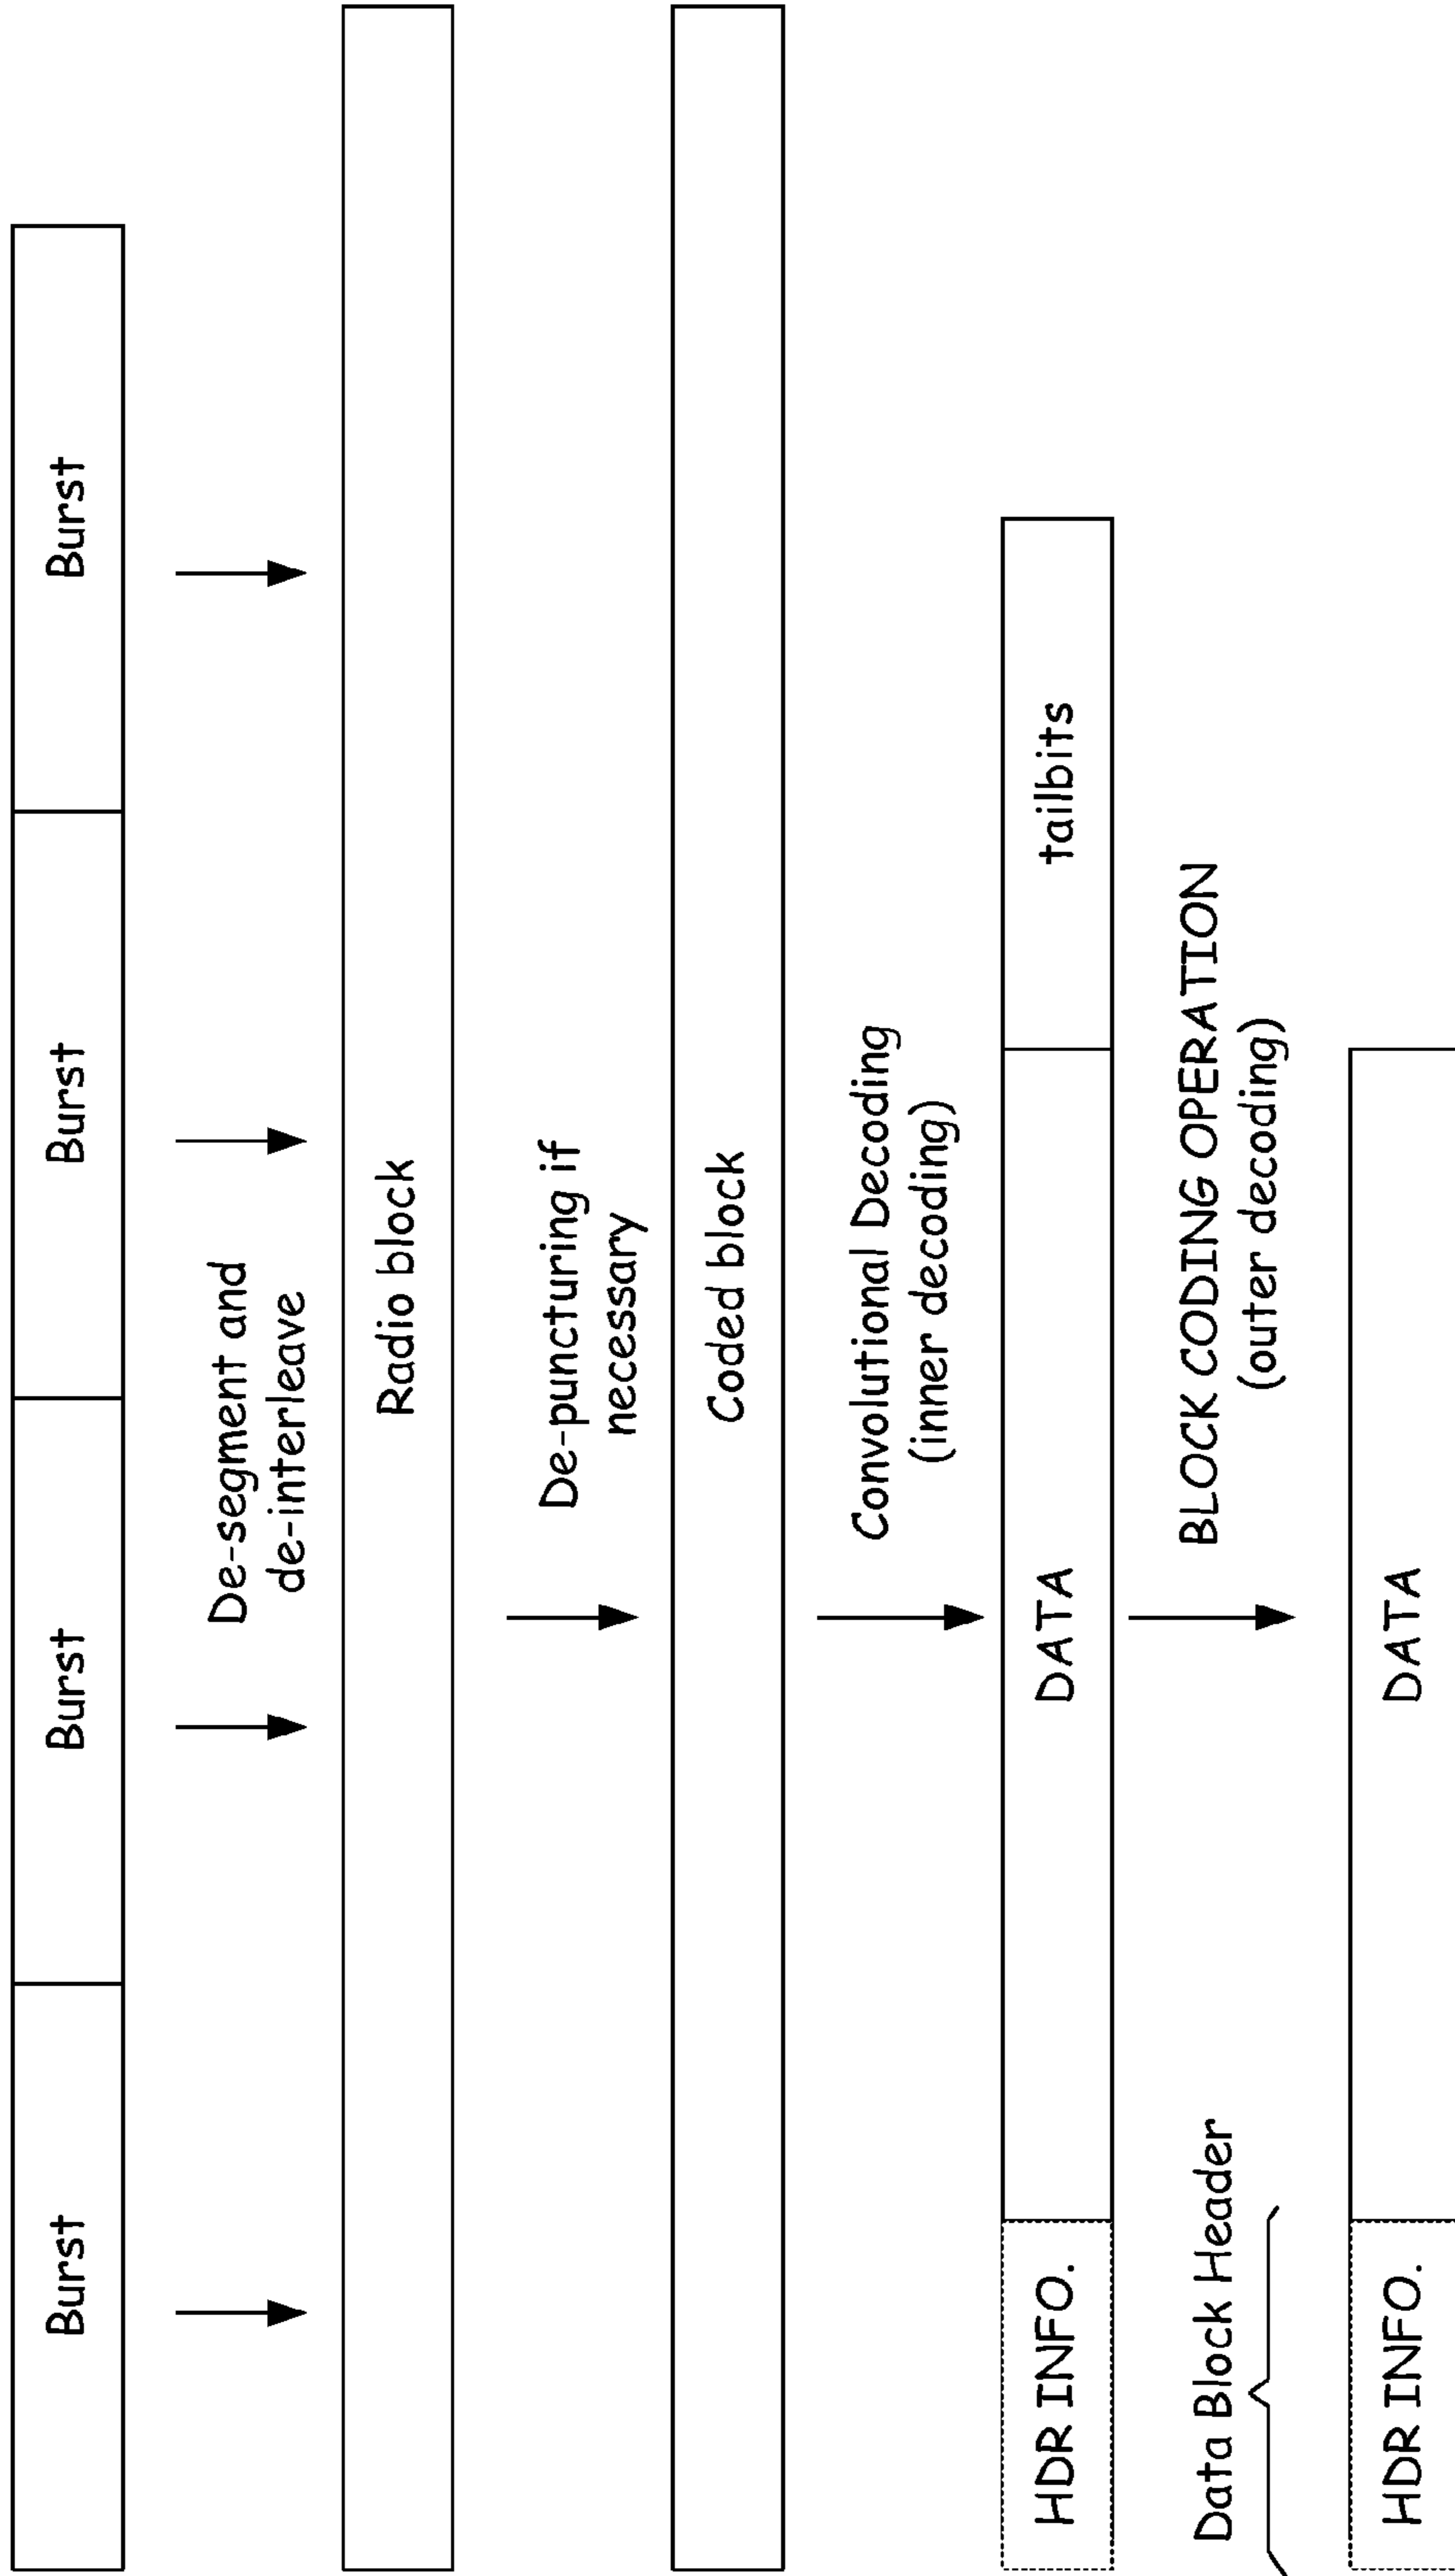 Burst
Burst
Burst
Burst
De-segment and
de-interleave
Radio block
De-puncturing if
necessary
Coded block
Convolutional Decoding
(inner decoding)
HDR INFO.
DATA
tailbits
BLOCK CODING OPERATION
(outer decoding)
Data Block Header
HDR INFO.
DATA